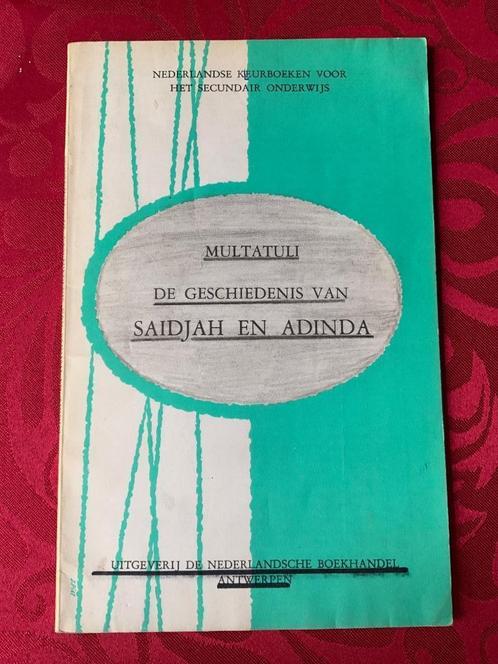 NEDERLANDSE KEURBOEKEN VOOR
HET SECUNDAIR ONDERWIJS
MULTATULI
DE GESCHIEDENIS VAN
SAIDJAH EN ADINDA
UITGEVERIJ DE NEDERLANDSCHE BOEKHANDEL
ANTWERPEN